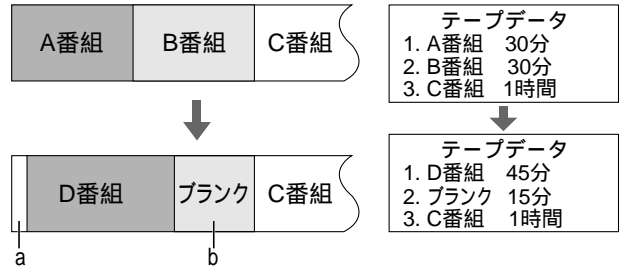 A番組 B番組 C番組
テープデータ
1. A番組 30分
2. B番組 30分
3. C番組 1時間
D番組 ブランク C番組
a b
テープデータ
1. D番組 45分
2. ブランク 15分
3. C番組 1時間